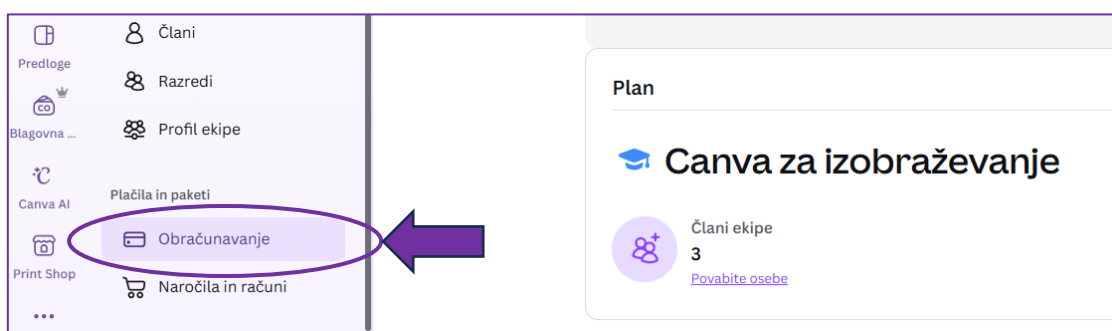 Predloge
co
Blagovna ...
Canva AI
Print Shop
Člani
Razredi
Profil ekipe
Plačila in paketi
Obračunavanje
Naročila in računi
Plan
Canva za izobraževanje
Člani ekipe
3
Povabite osebe